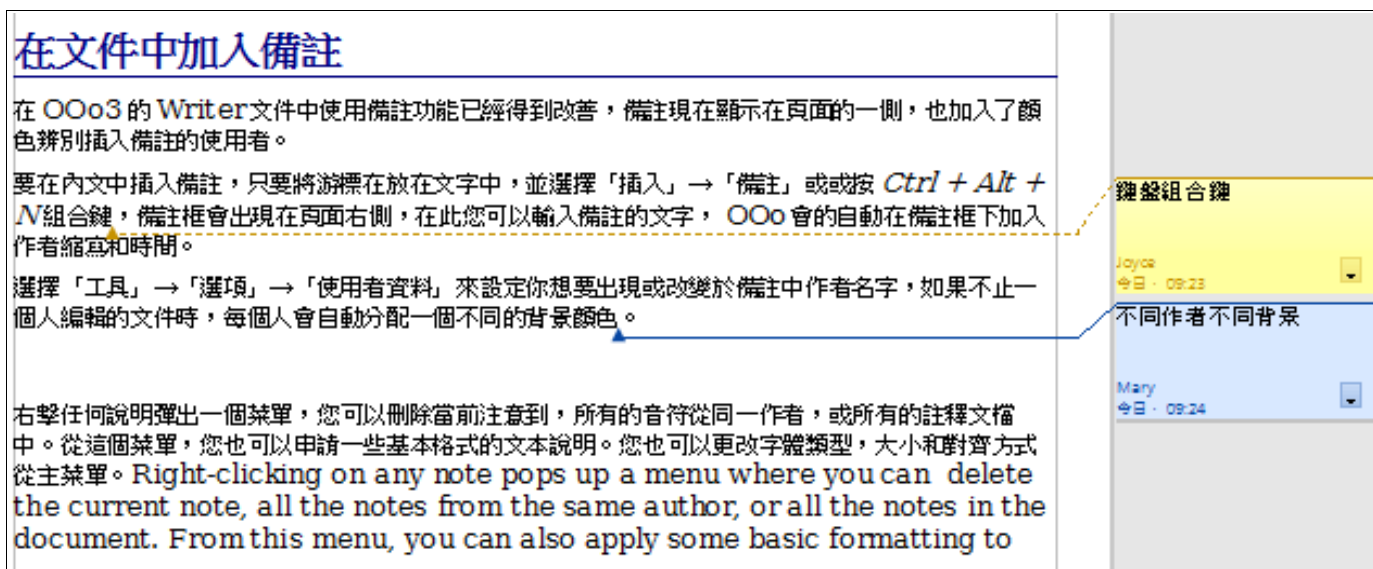 在文件中加入備註
在 OOo3 的 Writer文件中使用備註功能已經得到改善，備註現在顯示在頁面的一側，也加入了顏
色辨別插入備註的使用者。
要在內文中插入備註，只要將游標在放在文字中，並選擇「插入」→「備註」或或按 Ctrl + Alt +
N組合鍵，備註框會出現在頁面右側，在此您可以輸入備註的文字， OOo 會的自動在備註框下加入
作者縮寫和時間。
選擇「工具」→「選項」→「使用者資料」來設定你想要出現或改變於備註中作者名字，如果不止一
個人編輯的文件時，每個人會自動分配一個不同的背景顏色。
右擊任何說明彈出一個菜單，您可以刪除當前注意到，所有的音符從同一作者，或所有的註釋文檔
中。從這個菜單，您也可以申請一些基本格式的文本說明。您也可以更改字體類型，大小和對齊方式
從主菜單。Right-clicking on any note pops up a menu where you can  delete
the current note, all the notes from the same author, or all the notes in the
document. From this menu, you can also apply some basic formatting to
鍵盤組合鍵
Joyce
今日， 09:23
不同作者不同背景
Mary
今日， 09:24